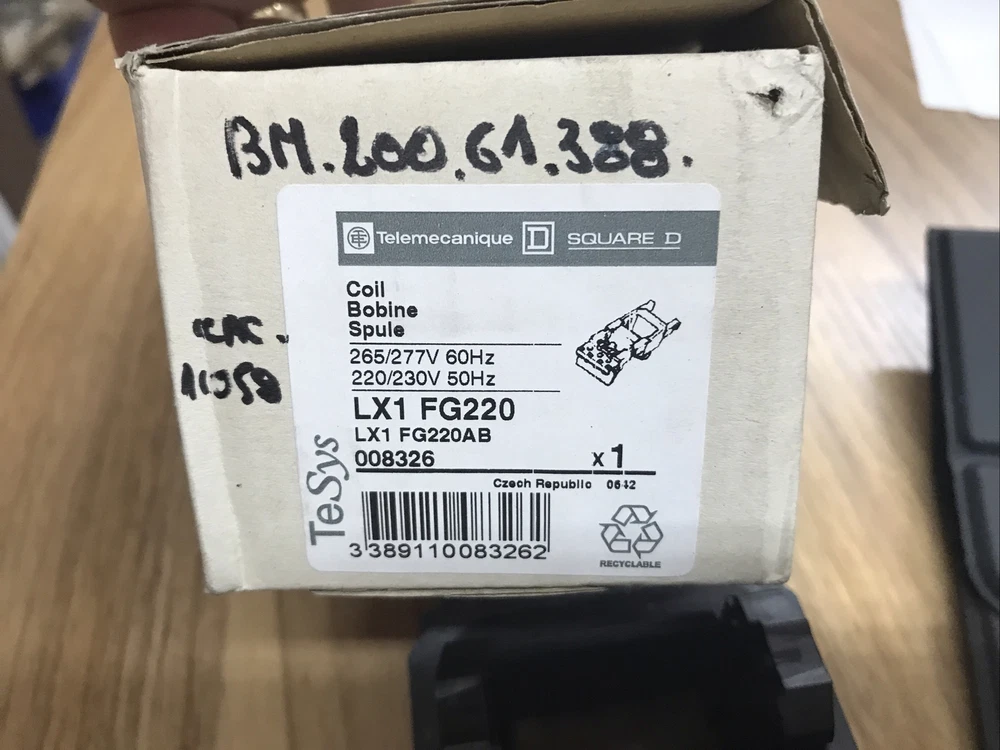 BM.200.61.388.
Telemecanique SQUARE D
Coil
Bobine
Spule
265/277V 60Hz
220/230V 50Hz
LX1 FG220
LX1 FG220AB
008326 x1
Czech Republic
TeSys
3 389110 083262
RECYCLABLE